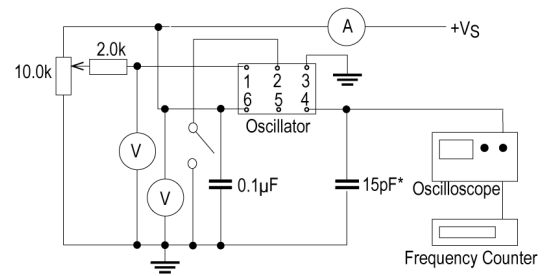 A
+VS
10.0k
2.0k
1 2 3
6 5 4
Oscillator
V
V
0.1µF
15pF*
Oscilloscope
Frequency Counter